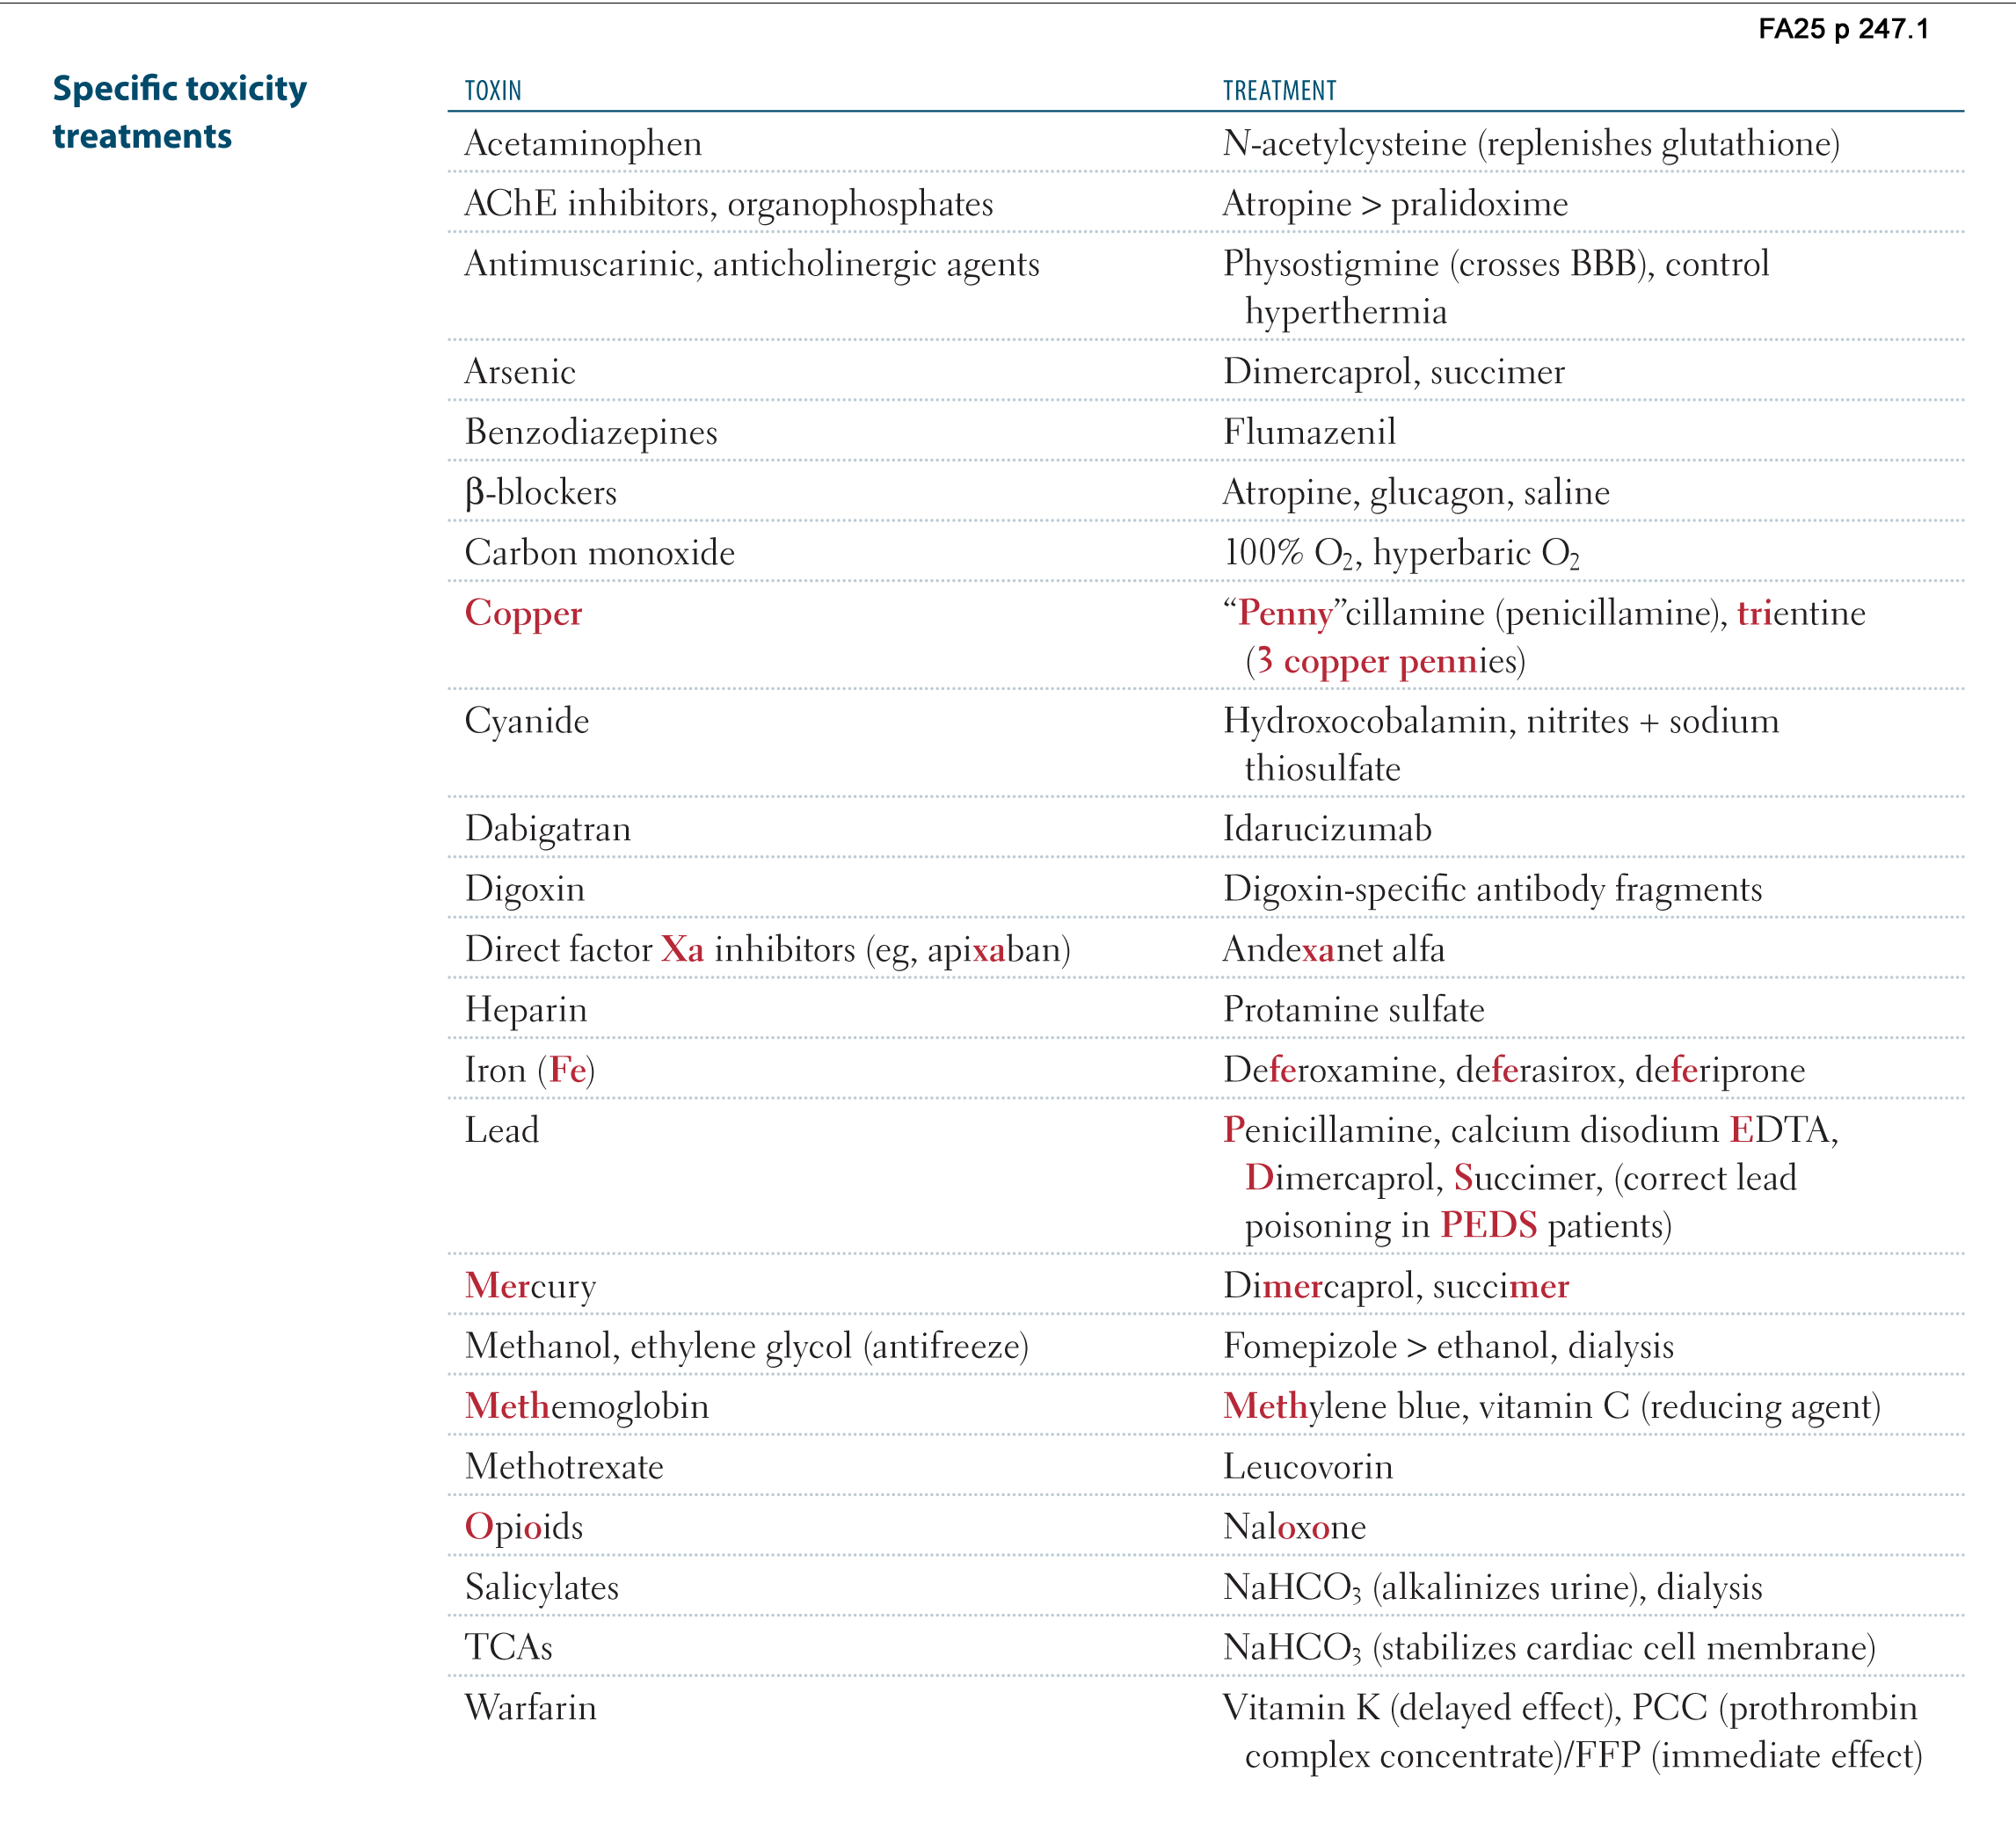 FA25 p 247.1
Specific toxicity
treatments
TOXIN TREATMENT
Acetaminophen N-acetylcysteine (replenishes glutathione)
AChE inhibitors, organophosphates Atropine > pralidoxime
Antimuscarinic, anticholinergic agents Physostigmine (crosses BBB), control
hyperthermia
Arsenic Dimercaprol, succimer
Benzodiazepines Flumazenil
β-blockers Atropine, glucagon, saline
Carbon monoxide 100% O₂, hyperbaric O₂
Copper “Penny”cillamine (penicillamine), trientine
(3 copper pennies)
Cyanide Hydroxocobalamin, nitrites + sodium
thiosulfate
Dabigatran Idarucizumab
Digoxin Digoxin-specific antibody fragments
Direct factor Xa inhibitors (eg, apixaban) Andexanet alfa
Heparin Protamine sulfate
Iron (Fe) Deferoxamine, deferasirox, deferiprone
Lead Penicillamine, calcium disodium EDTA,
Dimercaprol, Succimer, (correct lead
poisoning in PEDS patients)
Mercury Dimercaprol, succimer
Methanol, ethylene glycol (antifreeze) Fomepizole > ethanol, dialysis
Methemoglobin Methylene blue, vitamin C (reducing agent)
Methotrexate Leucovorin
Opioids Naloxone
Salicylates NaHCO₃ (alkalinizes urine), dialysis
TCAs NaHCO₃ (stabilizes cardiac cell membrane)
Warfarin Vitamin K (delayed effect), PCC (prothrombin
complex concentrate)/FFP (immediate effect)